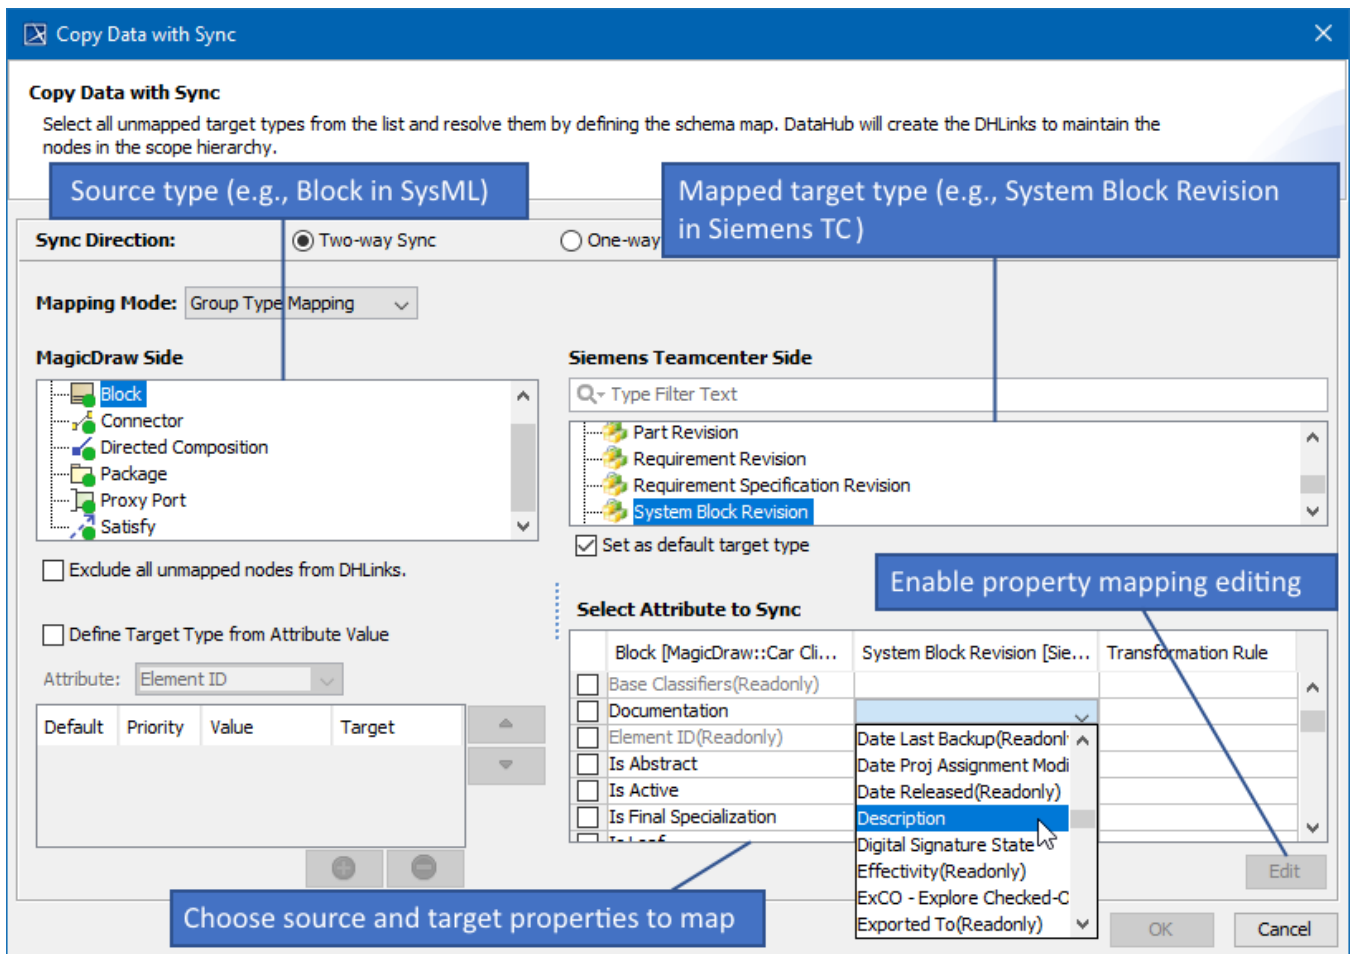 Copy Data with Sync
Copy Data with Sync
Select all unmapped target types from the list and resolve them by defining the schema map. DataHub will create the DHLinks to maintain the
nodes in the scope hierarchy.
Source type (e.g., Block in SysML)
Mapped target type (e.g., System Block Revision
in Siemens TC)
Sync Direction:
Two-way Sync
One-way
Mapping Mode:
Group Type Mapping
MagicDraw Side
Block
Connector
Directed Composition
Package
Proxy Port
Satisfy
Exclude all unmapped nodes from DHLinks.
Define Target Type from Attribute Value
Attribute:
Element ID
Default Priority Value Target
Siemens Teamcenter Side
Type Filter Text
Part Revision
Requirement Revision
Requirement Specification Revision
System Block Revision
Set as default target type
Enable property mapping editing
Select Attribute to Sync
Block [MagicDraw::Car Cli... System Block Revision [Sie... Transformation Rule
Base Classifiers(Readonly)
Documentation
Element ID(Readonly)
Is Abstract
Is Active
Is Final Specialization
Date Last Backup(Readonl
Date Proj Assignment Modi
Date Released(Readonly)
Description
Digital Signature State
Effectivity(Readonly)
ExCO - Explore Checked-O
Exported To(Readonly)
Edit
Choose source and target properties to map
OK
Cancel